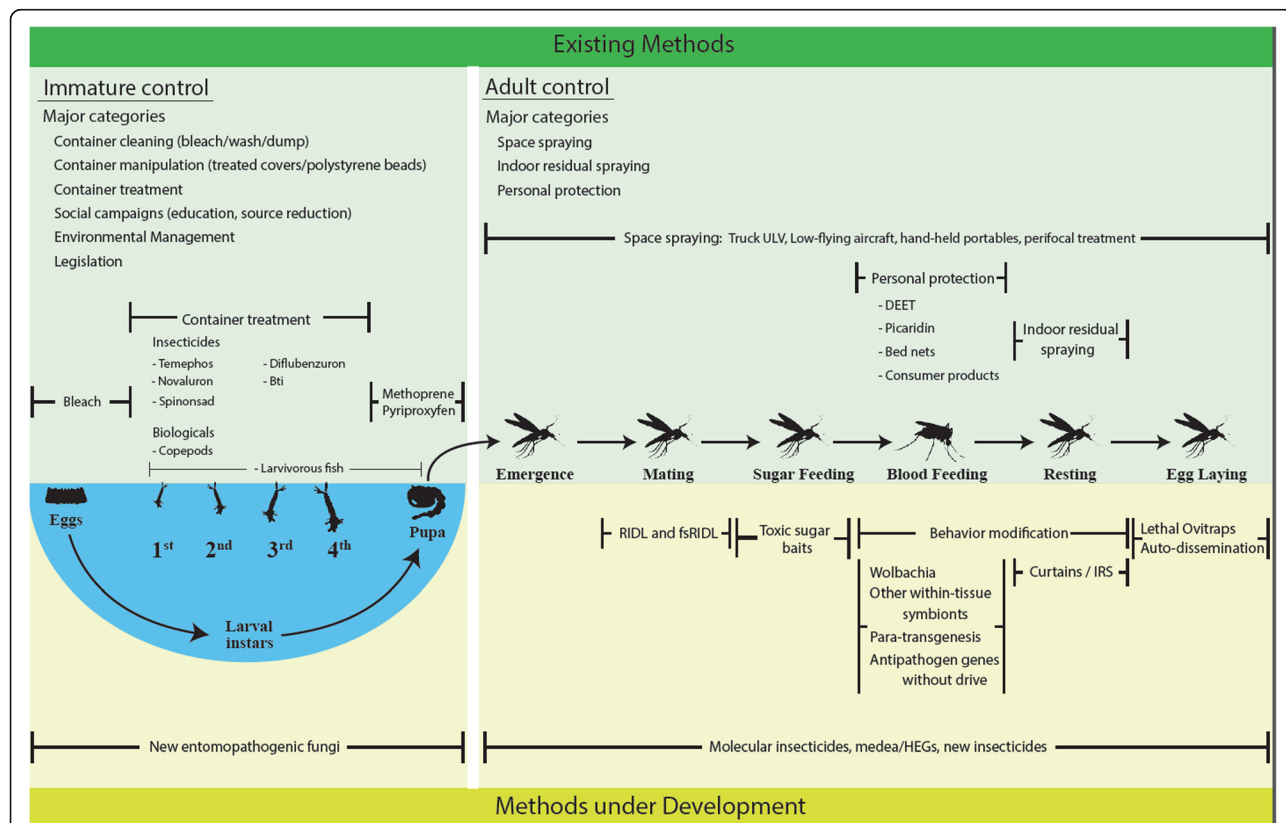 Existing Methods
Immature control
Major categories
Container cleaning (bleach/wash/dump)
Container manipulation (treated covers/polystyrene beads)
Container treatment
Social campaigns (education, source reduction)
Environmental Management
Legislation
Adult control
Major categories
Space spraying
Indoor residual spraying
Personal protection
Space spraying: Truck ULV, Low-flying aircraft, hand-held portables, perifocal treatment
Container treatment
Insecticides
- Temephos
- Novaluron
- Spinonsad
- Diflubenzuron
- Bti
Biologicals
- Copepods
- Larvivorous fish
Bleach
Methoprene
Pyriproxyfen
Personal protection
- DEET
- Picaridin
- Bed nets
- Consumer products
Indoor residual
spraying
Emergence
Mating
Sugar Feeding
Blood Feeding
Resting
Egg Laying
Eggs
1st
2nd
3rd
4th
Pupa
Larval
instars
RIDL and fsRIDL
Toxic sugar
baits
Behavior modification
Lethal Ovitraps
Auto-dissemination
Wolbachia
Other within-tissue
symbionts
Para-transgenesis
Antipathogen genes
without drive
Curtains / IRS
New entomopathogenic fungi
Molecular insecticides, medea/HEGs, new insecticides
Methods under Development